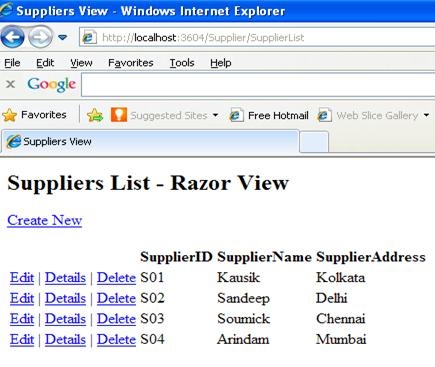 Suppliers View - Windows Internet Explorer
http://localhost:3604/Supplier/SupplierList
File Edit View Favorites Tools Help
x Google
Favorites Suggested Sites Free Hotmail Web Slice Gallery
Suppliers View
Suppliers List - Razor View
Create New
SupplierID SupplierName SupplierAddress
Edit | Details | Delete S01 Kausik Kolkata
Edit | Details | Delete S02 Sandeep Delhi
Edit | Details | Delete S03 Soumick Chennai
Edit | Details | Delete S04 Arindam Mumbai